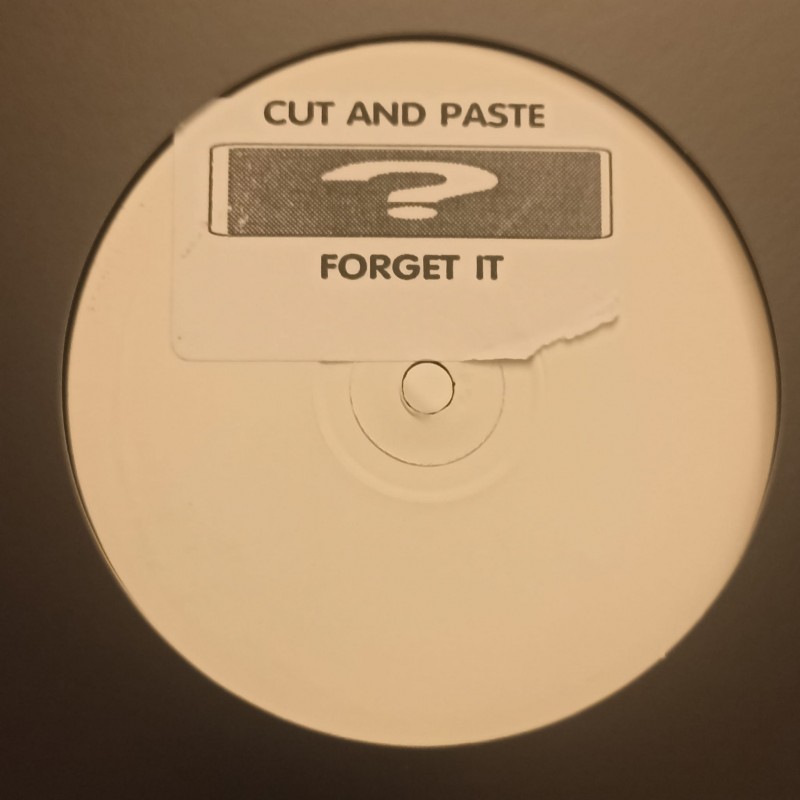 CUT AND PASTE
?
FORGET IT